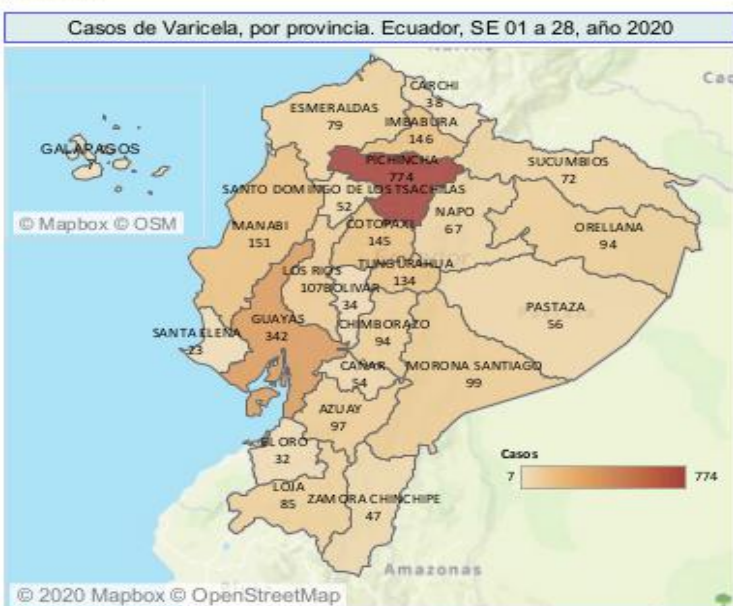 Casos de Varicela, por provincia. Ecuador, SE 01 a 28, año 2020
GALAPAGOS
© Mapbox © OSM
CARCHI
38
ESMERALDAS
79
IMBABURA
146
PICHINCHA
774
SUCUMBIOS
72
SANTO DOMINGO DE LOS TSACHILAS
52
NAPO
67
MANABI
151
COTOPAXI
145
ORELLANA
94
TUNGURAHUA
134
LOS RIOS
107
BOLIVAR
34
PASTAZA
56
GUAYAS
342
CHIMBORAZO
94
SANTA ELENA
23
CAÑAR
54
MORONA SANTIAGO
99
AZUAY
97
EL ORO
32
Casos
7
774
LOJA
85
ZAMORA CHINCHIPE
47
Amazonas
© 2020 Mapbox © OpenStreetMap